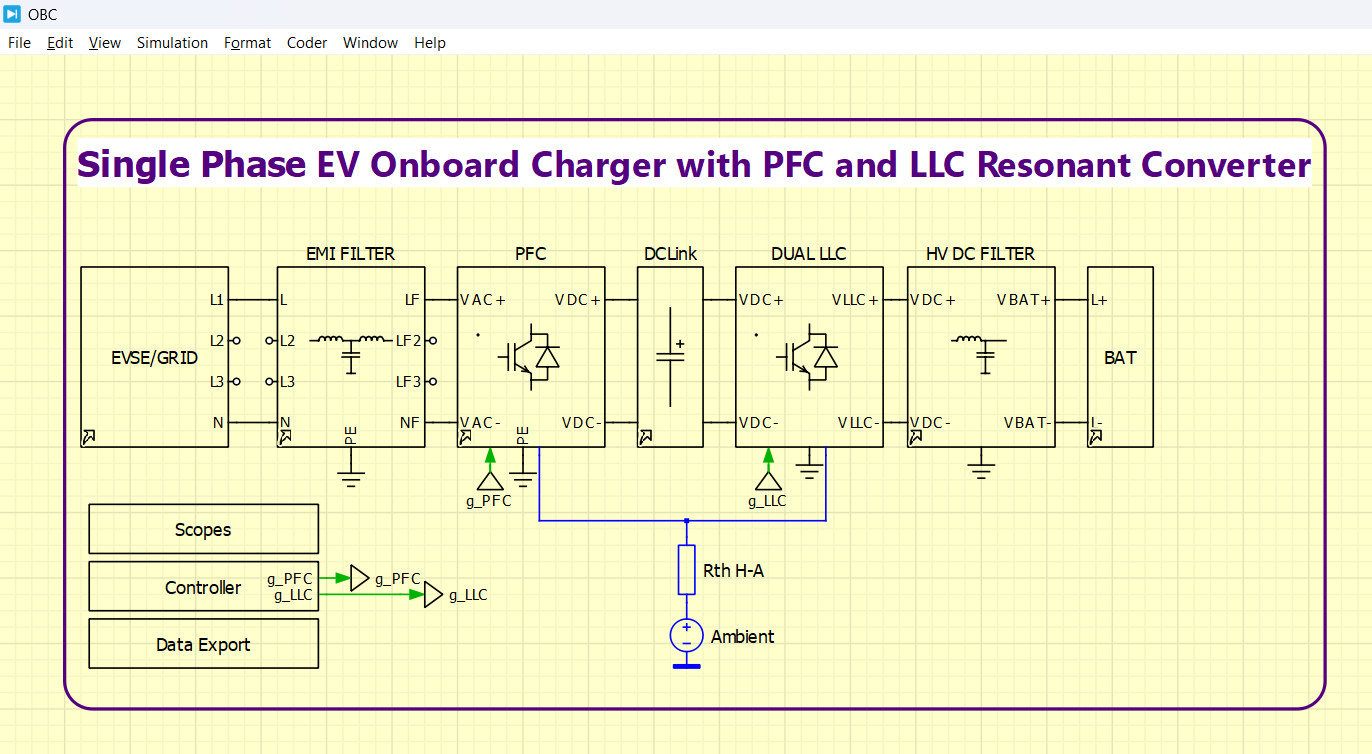 OBC
File Edit View Simulation Format Coder Window Help
Single Phase EV Onboard Charger with PFC and LLC Resonant Converter
EMI FILTER PFC DCLink DUAL LLC HV DC FILTER
L1 L LF VAC+ VDC+ VDC+ VLLC+ VDC+ VBAT+ L+
L2 L2 LF2
EVSE/GRID BAT
L3 L3 LF3
N N NF VAC- VDC- VDC- VLLC- VDC- VBAT- L-
PE PE
g_PFC g_LLC
Scopes
Rth H-A
Controller g_PFC g_PFC
g_LLC g_LLC
Ambient
Data Export